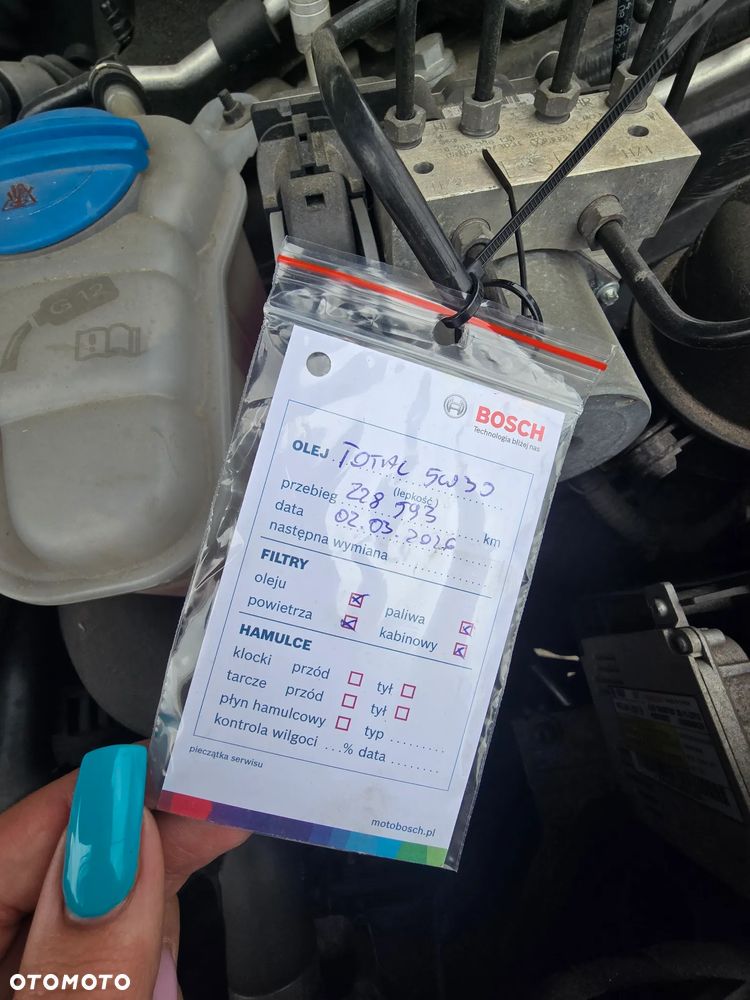 G 12
BOSCH
Technologia bliżej nas
OLEJ TOTAL 5W30
(lepkość)
przebieg 228 593 km
data 02.03.2026
następna wymiana
FILTRY
oleju paliwa
powietrza kabinowy
HAMULCE
klocki przód tył
tarcze przód tył
płyn hamulcowy typ
kontrola wilgoci ...% data
pieczątka serwisu
motobosch.pl
OTOMOTO